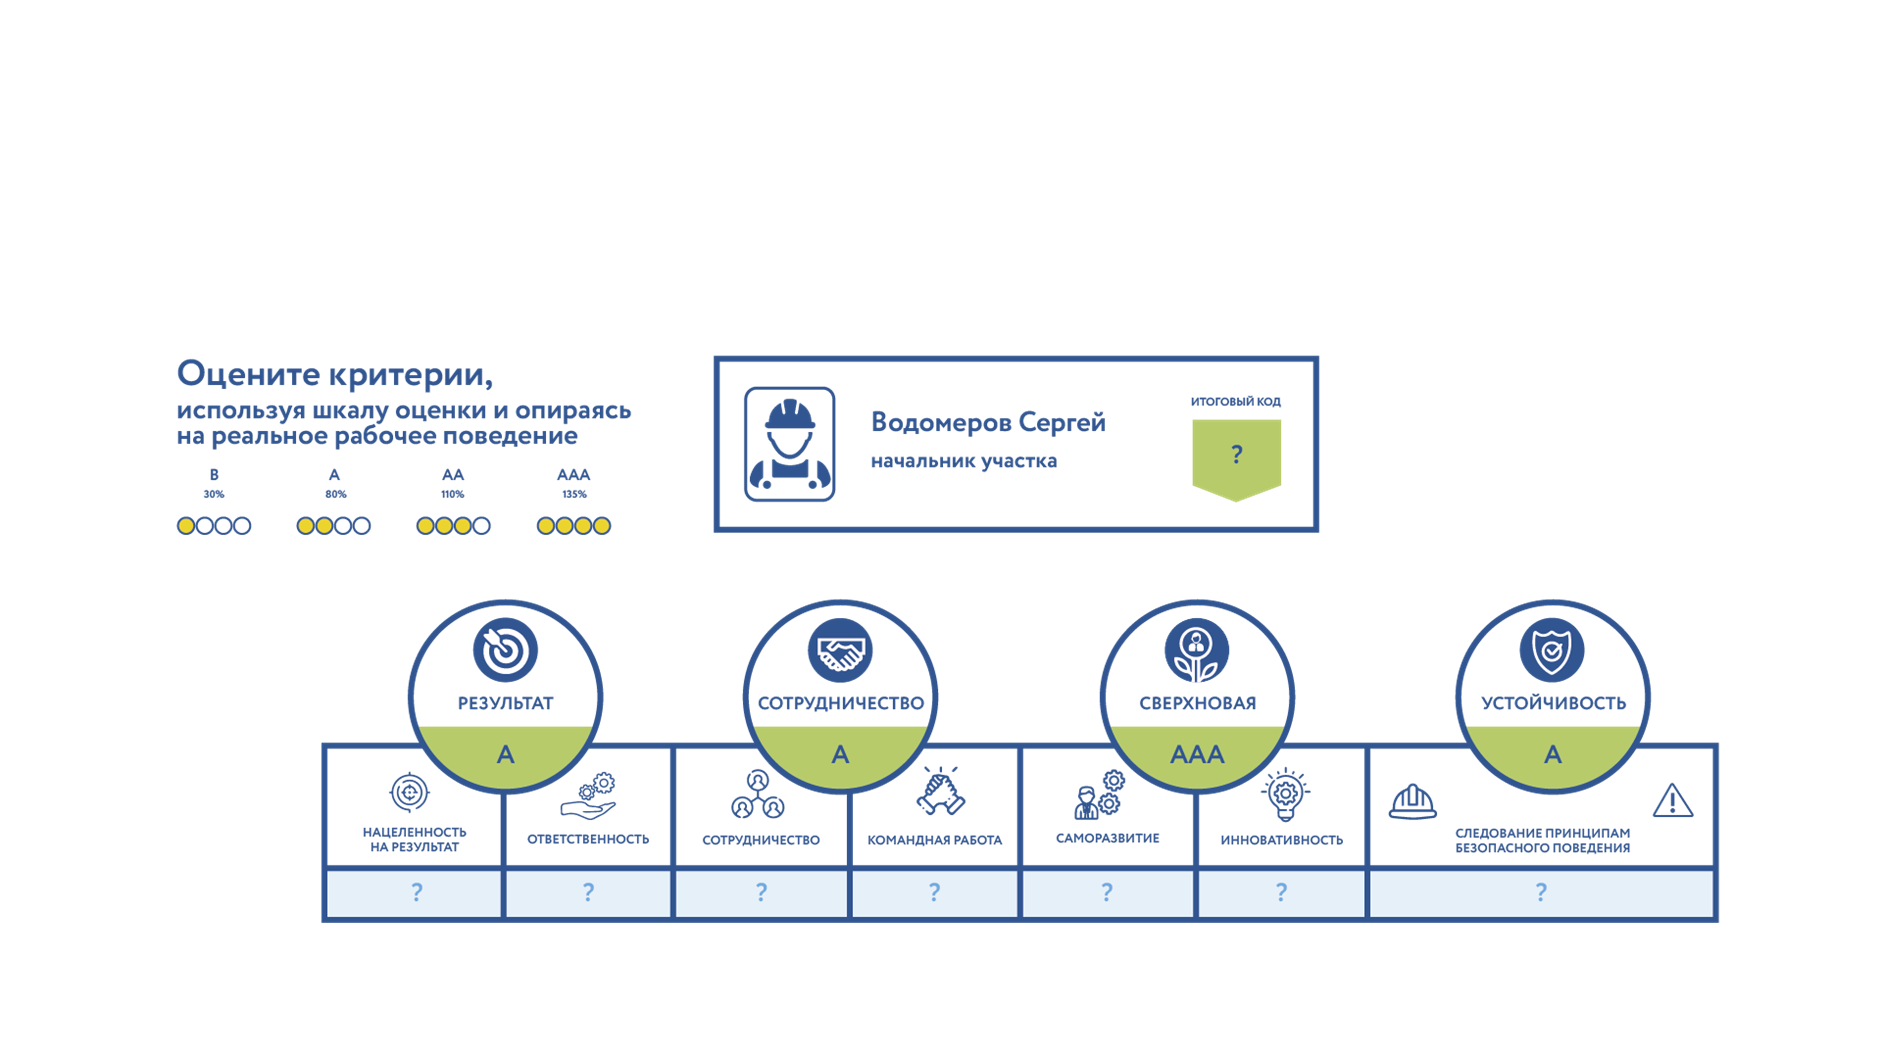 Оцените критерии,
используя шкалу оценки и опираясь
на реальное рабочее поведение
B
A
AA
AAA
30%
80%
110%
135%
Водомеров Сергей
начальник участка
ИТОГОВЫЙ КОД
?
РЕЗУЛЬТАТ
A
СОТРУДНИЧЕСТВО
A
СВЕРХНОВАЯ
AAA
УСТОЙЧИВОСТЬ
A
НАЦЕЛЕННОСТЬ
НА РЕЗУЛЬТАТ
ОТВЕТСТВЕННОСТЬ
СОТРУДНИЧЕСТВО
КОМАНДНАЯ РАБОТА
САМОРАЗВИТИЕ
ИННОВАТИВНОСТЬ
СЛЕДОВАНИЕ ПРИНЦИПАМ
БЕЗОПАСНОГО ПОВЕДЕНИЯ
?
?
?
?
?
?
?